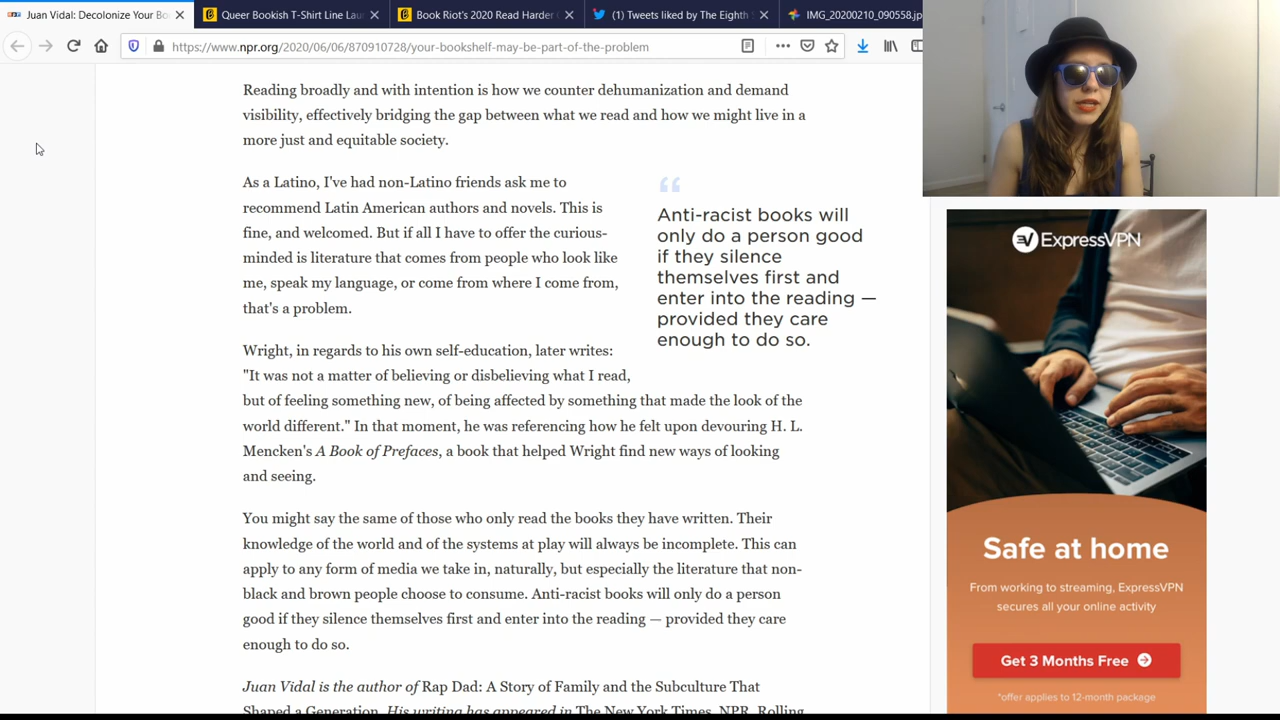 Juan Vidal: Decolonize Your Bo
Queer Bookish T-Shirt Line Lau
Book Riot's 2020 Read Harder
(1) Tweets liked by The Eighth
IMG_20200210_090558.jp
https://www.npr.org/2020/06/06/870910728/your-bookshelf-may-be-part-of-the-problem
Reading broadly and with intention is how we counter dehumanization and demand
visibility, effectively bridging the gap between what we read and how we might live in a
more just and equitable society.
As a Latino, I've had non-Latino friends ask me to
recommend Latin American authors and novels. This is
fine, and welcomed. But if all I have to offer the curious-
minded is literature that comes from people who look like
me, speak my language, or come from where I come from,
that's a problem.
Anti-racist books will
only do a person good
if they silence
themselves first and
enter into the reading —
provided they care
enough to do so.
Wright, in regards to his own self-education, later writes:
"It was not a matter of believing or disbelieving what I read,
but of feeling something new, of being affected by something that made the look of the
world different." In that moment, he was referencing how he felt upon devouring H. L.
Mencken's A Book of Prefaces, a book that helped Wright find new ways of looking
and seeing.
You might say the same of those who only read the books they have written. Their
knowledge of the world and of the systems at play will always be incomplete. This can
apply to any form of media we take in, naturally, but especially the literature that non-
black and brown people choose to consume. Anti-racist books will only do a person
good if they silence themselves first and enter into the reading — provided they care
enough to do so.
Juan Vidal is the author of Rap Dad: A Story of Family and the Subculture That
Shaped a Generation. His writing has appeared in The New York Times, NPR, Rolling
ExpressVPN
Safe at home
From working to streaming, ExpressVPN
secures all your online activity
Get 3 Months Free
*offer applies to 12-month package